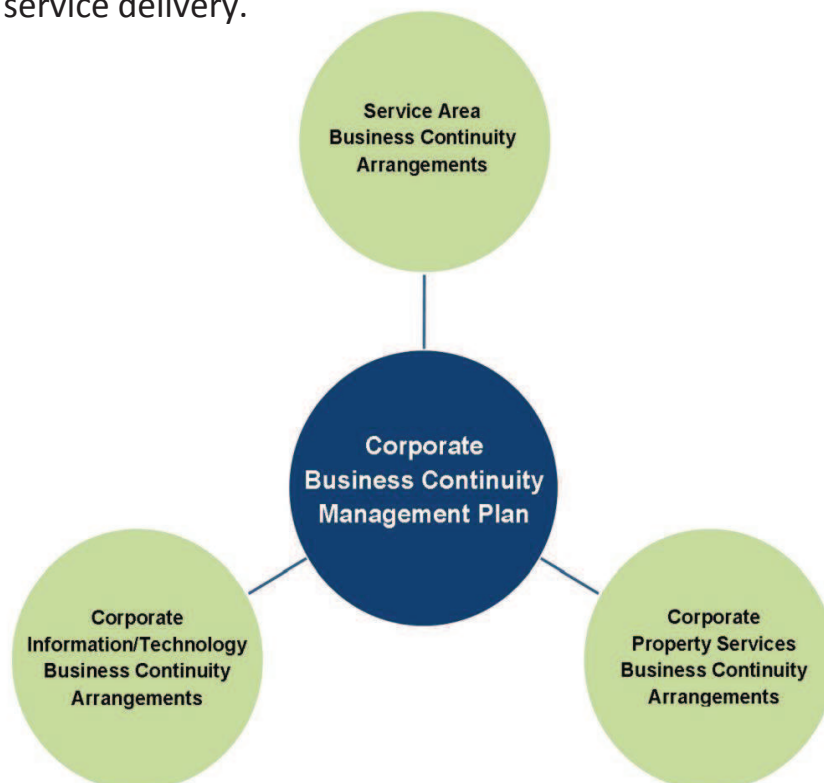 service delivery.
Service Area
Business Continuity
Arrangements
Corporate
Business Continuity
Management Plan
Corporate
Information/Technology
Business Continuity
Arrangements
Corporate
Property Services
Business Continuity
Arrangements